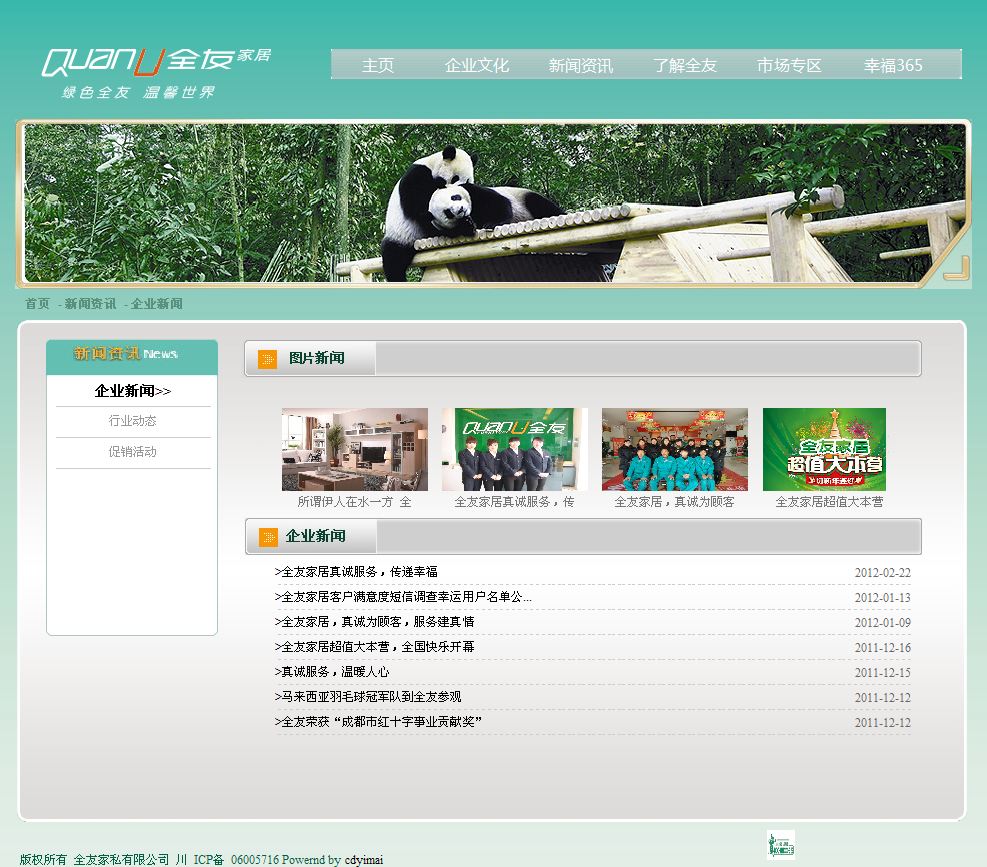 QUANU全友家居
绿色全友 温馨世界
主页 企业文化 新闻资讯 了解全友 市场专区 幸福365
首页 - 新闻资讯 - 企业新闻
新闻资讯 News
企业新闻>>
行业动态
促销活动
图片新闻
QUANU全友
全友家居
超值大本营
所谓伊人在水一方 全
全友家居真诚服务，传
全友家居，真诚为顾客
全友家居超值大本营
企业新闻
>全友家居真诚服务，传递幸福 2012-02-22
>全友家居客户满意度短信调查幸运用户名单公... 2012-01-13
>全友家居，真诚为顾客，服务建真情 2012-01-09
>全友家居超值大本营，全国快乐开幕 2011-12-16
>真诚服务，温暖人心 2011-12-15
>马来西亚羽毛球冠军队到全友参观 2011-12-12
>全友荣获“成都市红十字事业贡献奖” 2011-12-12
版权所有 全友家私有限公司 川 ICP备 06005716 Powernd by cdyimai